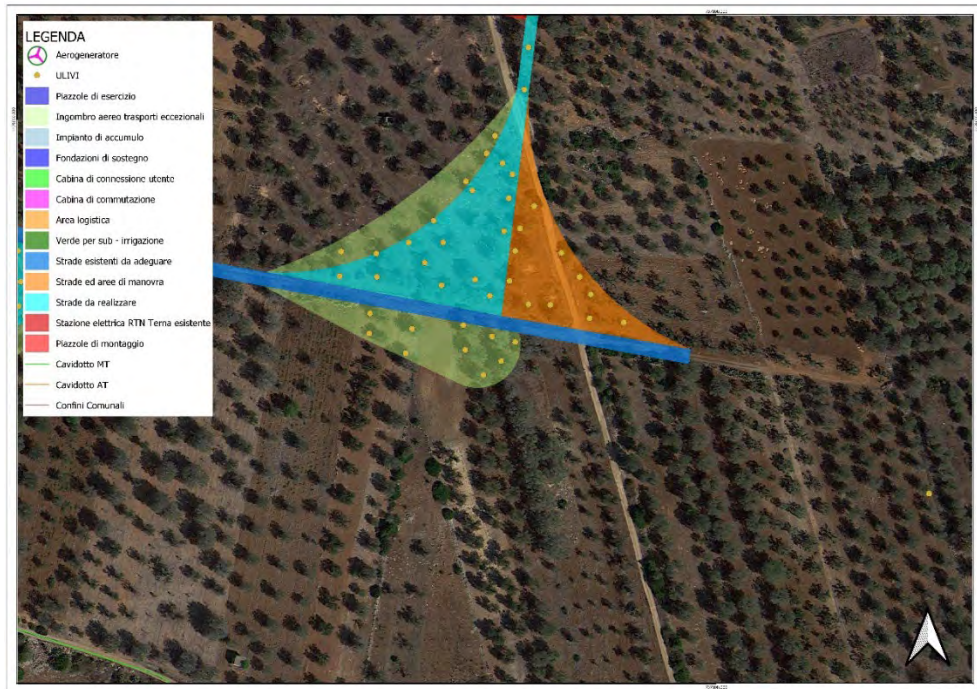 LEGENDA
Aerogeneratore
ULIVI
Piazzole di esercizio
Ingombro aereo trasporti eccezionali
Impianto di accumulo
Fondazioni di sostegno
Cabina di connessione utente
Cabina di commutazione
Area logistica
Verde per sub - irrigazione
Strade esistenti da adeguare
Strade ed aree di manovra
Strade da realizzare
Stazione elettrica RTN Terna esistente
Piazzole di montaggio
Cavidotto MT
Cavidotto AT
Confini Comunali